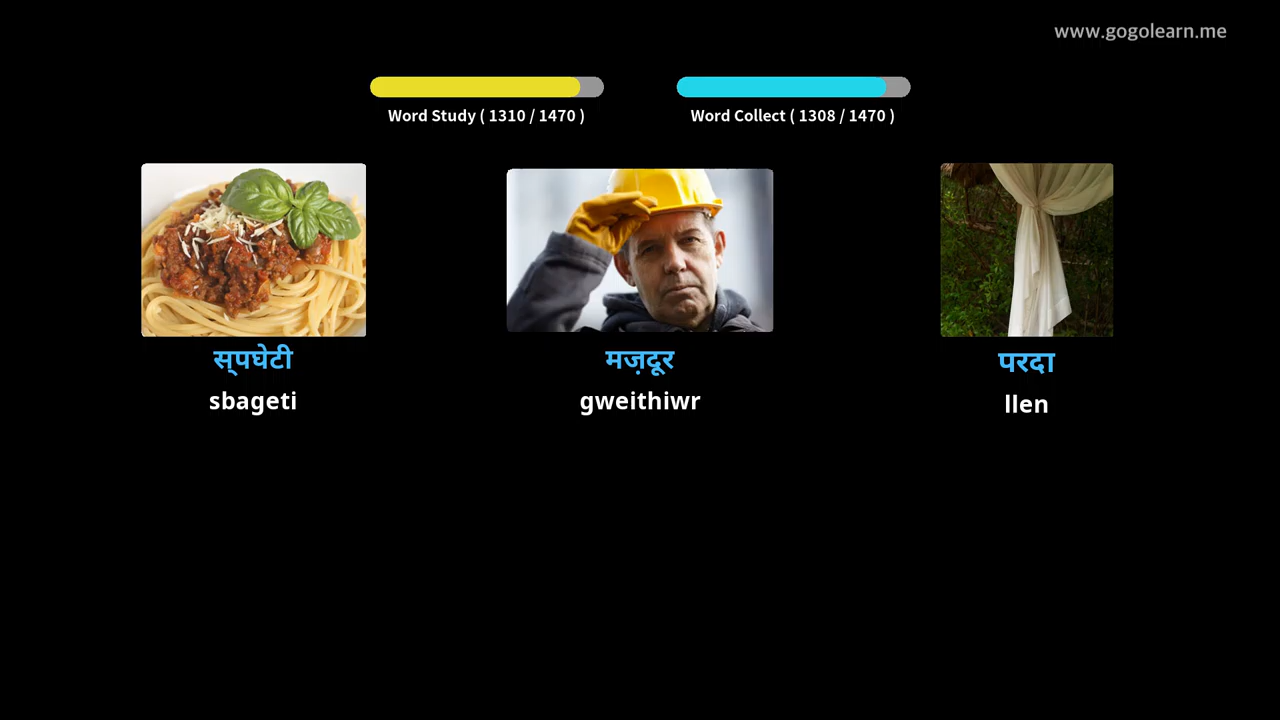 www.gogolearn.me
Word Study ( 1310 / 1470 )
Word Collect ( 1308 / 1470 )
स्पघेटी
मज़दूर
परदा
sbageti
gweithiwr
llen